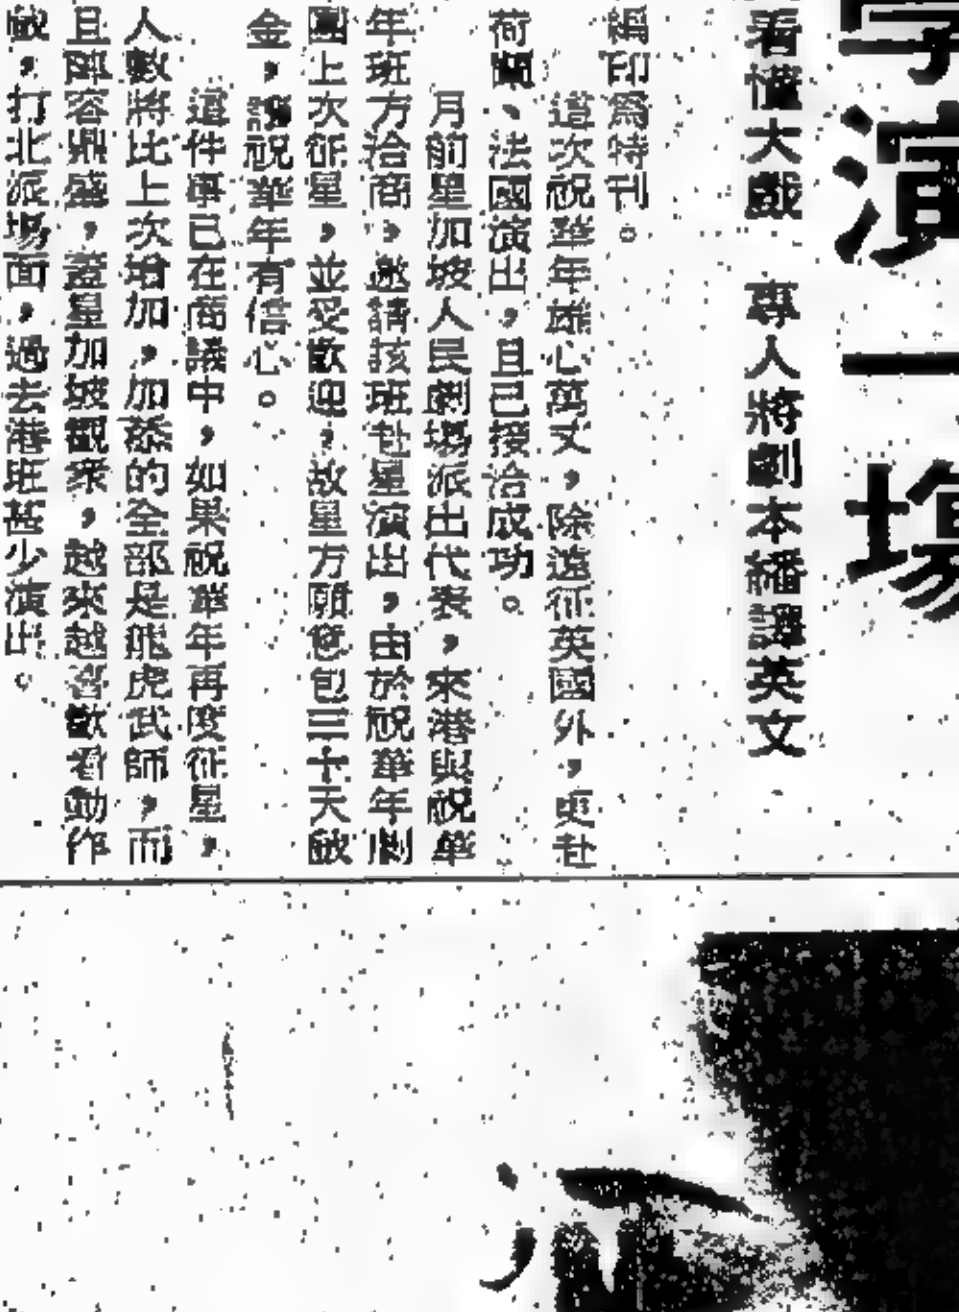 學演一場
看懂大戲　專人將劇本繙譯英文
編印爲特刊。
這次祝華年雄心萬丈，除遠征英國外，更赴
荷蘭、法國演出，且已接洽成功。
月前星加坡人民劇場派出代表，來港與祝華
年班方洽商，邀請該班赴星演出，由於祝華年劇
團上次征星，並受歡迎，故星方願意包三十天戲
金，讓祝華年有信心。
這件事已在商議中，如果祝華年再度征星，
人數將比上次增加，加添的全部是龍虎武師，而
且陣容鼎盛，蓋星加坡觀衆，越來越喜歡看動作
戲，打北派場面，過去港班甚少演出。